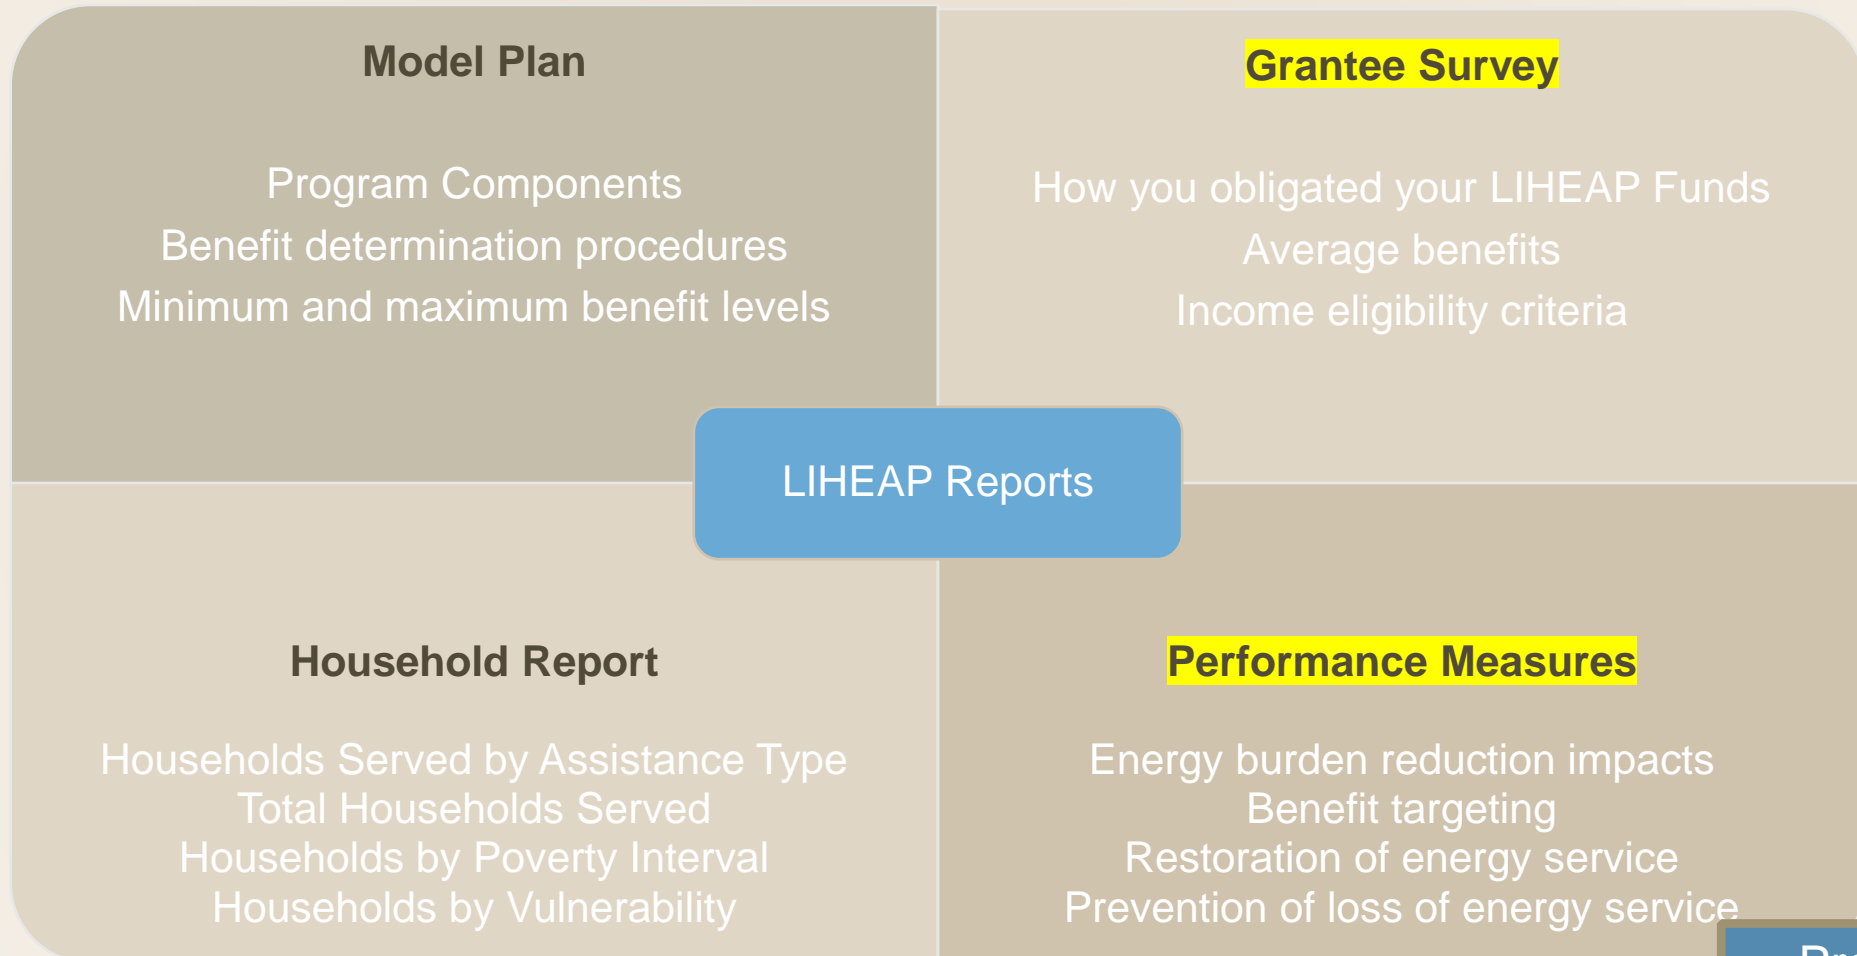 Model Plan
Program Components
Benefit determination procedures
Minimum and maximum benefit levels
Grantee Survey
How you obligated your LIHEAP Funds
Average benefits
Income eligibility criteria
LIHEAP Reports
Household Report
Households Served by Assistance Type
Total Households Served
Households by Poverty Interval
Households by Vulnerability
Performance Measures
Energy burden reduction impacts
Benefit targeting
Restoration of energy service
Prevention of loss of energy service